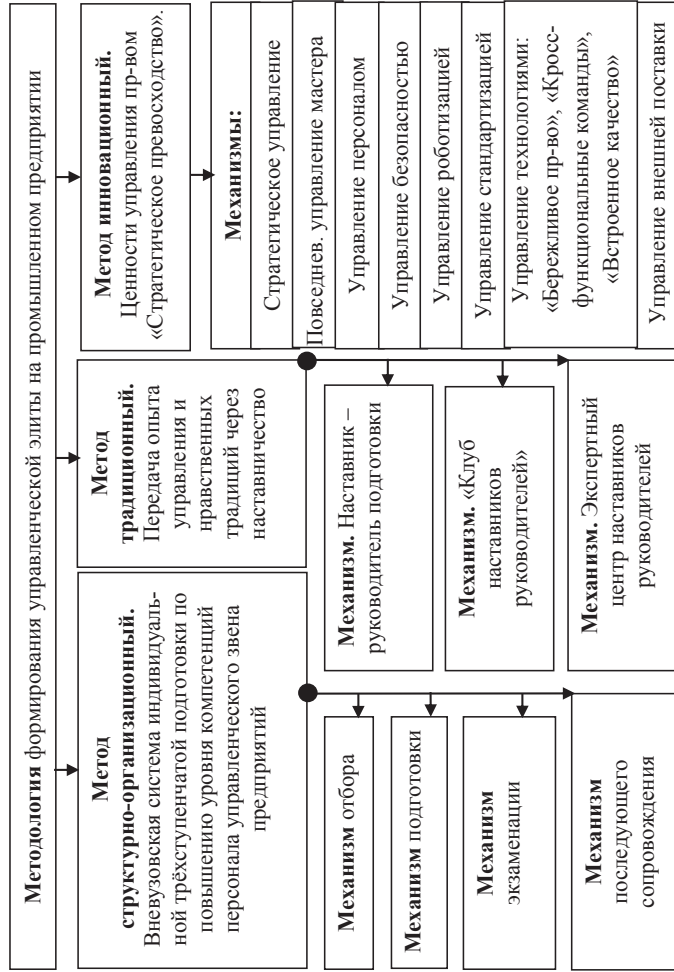 Методология формирования управленческой элиты на промышленном предприятии
Метод
структурно-организационный.
Вневузовская система индивидуаль-
ной трёхступенчатой подготовки по
повышению уровня компетенций
персонала управленческого звена
предприятий
Механизм отбора
Механизм подготовки
Механизм
экзаменации
Механизм
последующего
сопровождения
Метод
традиционный.
Передача опыта
управления и
нравственных
традиций через
наставничество
Механизм. Наставник –
руководитель подготовки
Механизм. «Клуб
наставников
руководителей»
Механизм. Экспертный
центр наставников
руководителей
Метод инновационный.
Ценности управления пр-вом
«Стратегическое превосходство».
Механизмы:
Стратегическое управление
Повседнев. управление мастера
Управление персоналом
Управление безопасностью
Управление роботизацией
Управление стандартизацией
Управление технологиями:
«Бережливое пр-во», «Кросс-
функциональные команды»,
«Встроенное качество»
Управление внешней поставки